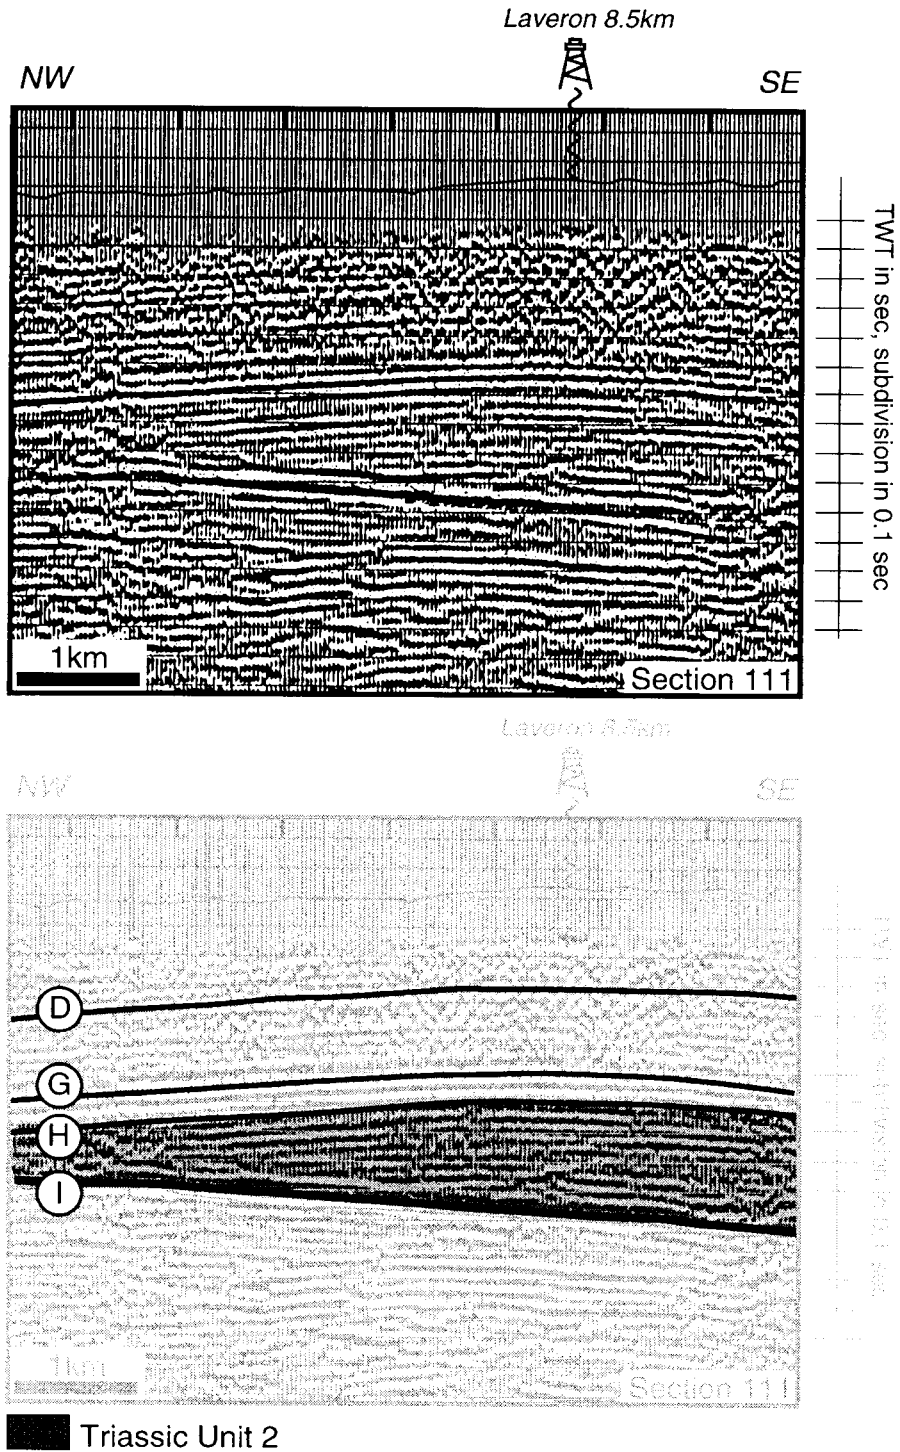 Laveron 8.5km
NW SE
TWT in sec, subdivision in 0.1 sec
1km
Section 111
Laveron 8.5km
NW SE
D
G
H
I
1km
Section 111
Triassic Unit 2